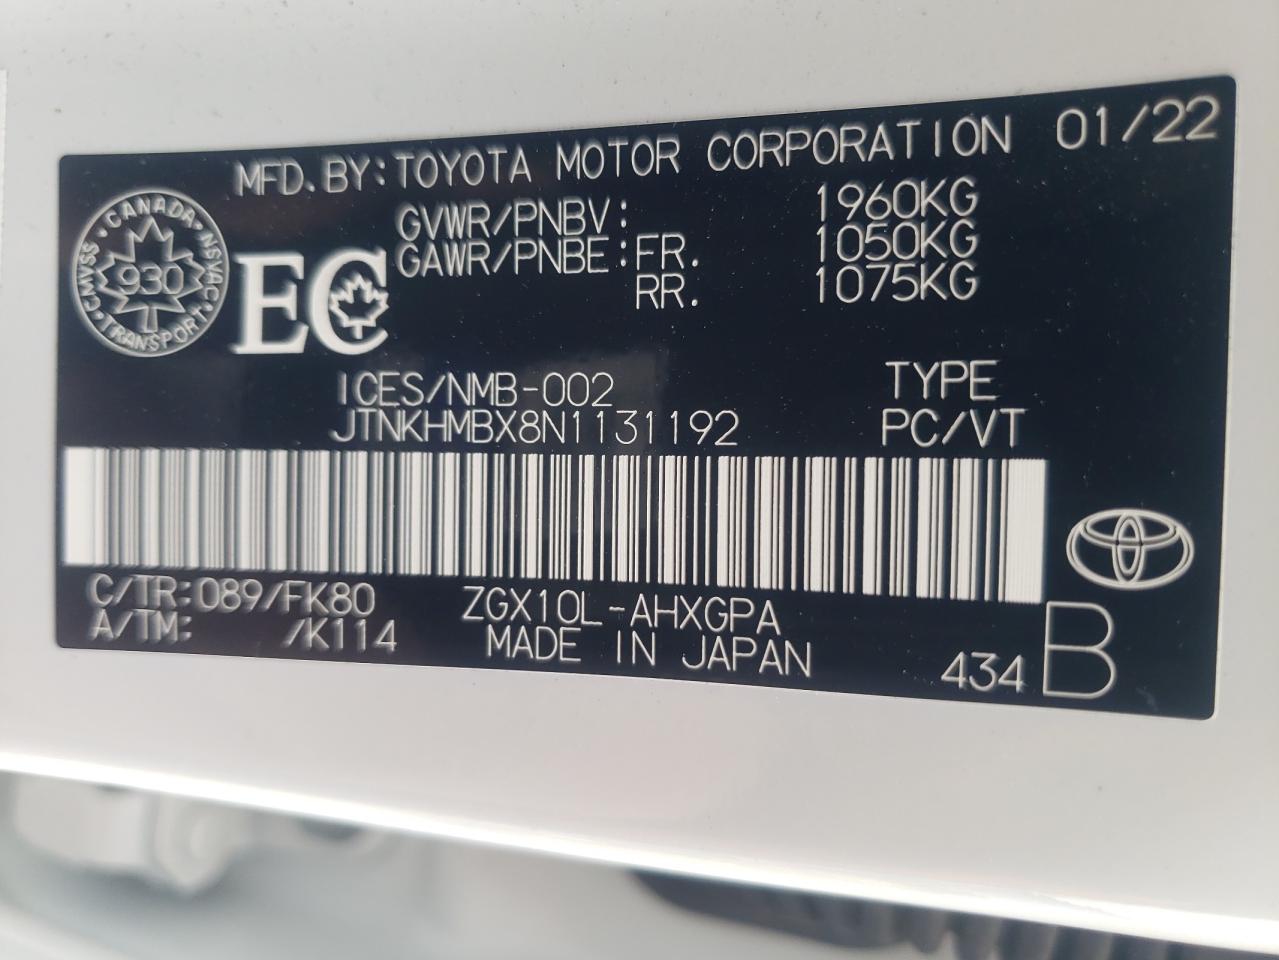 MFD. BY: TOYOTA MOTOR CORPORATION 01/22
GVWR/PNBV: 1960KG
GAWR/PNBE: FR. 1050KG
RR. 1075KG
CANADA
CMVSS NSVAC
930
TRANSPORT
EC
ICES/NMB-002 TYPE
JTNKHMBX8N1131192 PC/VT
C/TR: 089/FK80 ZGX10L-AHXGPA
A/TM: /K114 MADE IN JAPAN
434 B